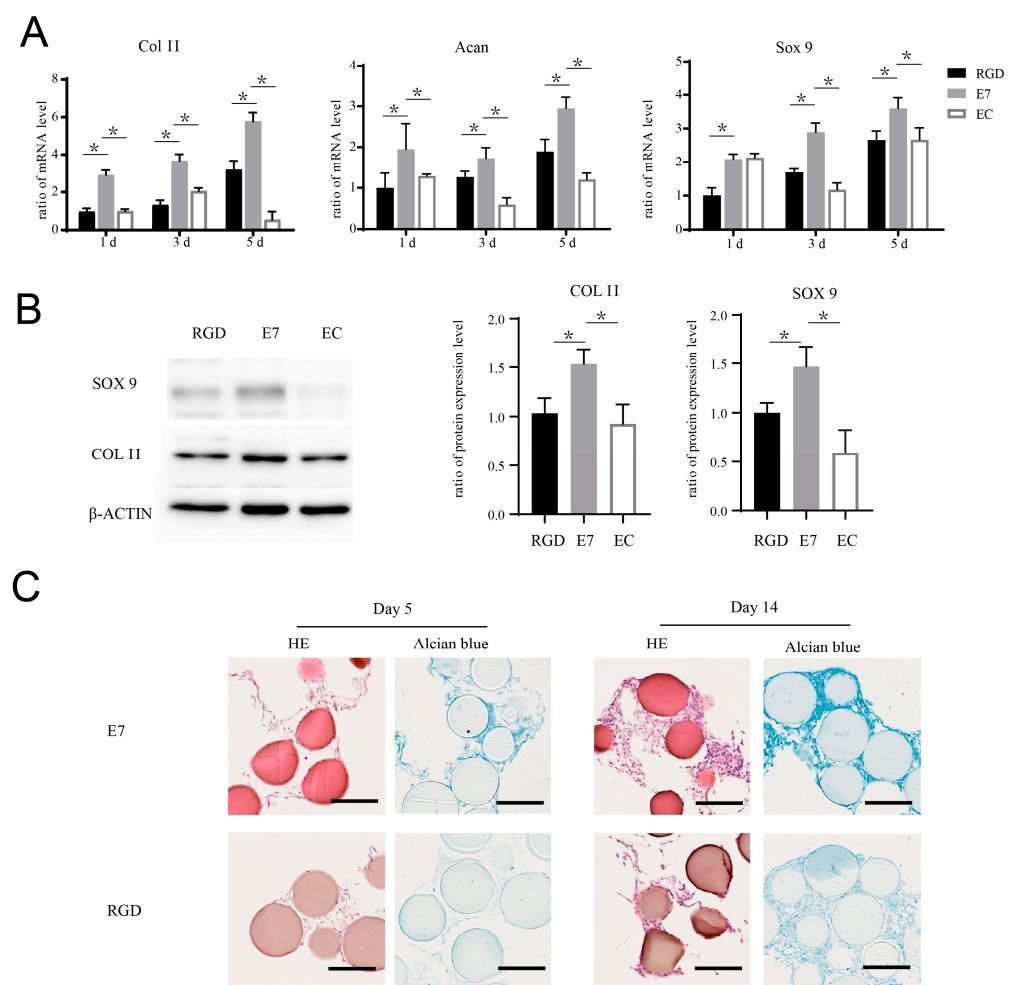 A
Col II
ratio of mRNA level
8
6
4
2
0
1 d
3 d
5 d
*
*
*
*
*
*
Acan
ratio of mRNA level
4
3
2
1
0
1 d
3 d
5 d
*
*
*
*
*
*
Sox 9
ratio of mRNA level
5
4
3
2
1
0
1 d
3 d
5 d
*
*
*
*
*
RGD
E7
EC
B
RGD E7 EC
SOX 9
COL II
β-ACTIN
COL II
ratio of protein expression level
2.0
1.5
1.0
0.5
0.0
RGD E7 EC
*
*
SOX 9
ratio of protein expression level
2.0
1.5
1.0
0.5
0.0
RGD E7 EC
*
*
C
Day 5
Day 14
HE
Alcian blue
HE
Alcian blue
E7
RGD